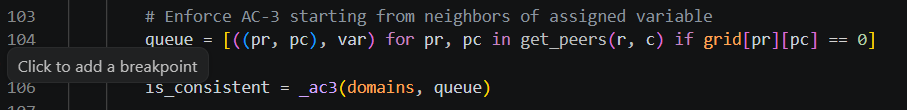 103 # Enforce AC-3 starting from neighbors of assigned variable
104 queue = [((pr, pc), var) for pr, pc in get_peers(r, c) if grid[pr][pc] == 0]
Click to add a breakpoint
106 is_consistent = _ac3(domains, queue)
107